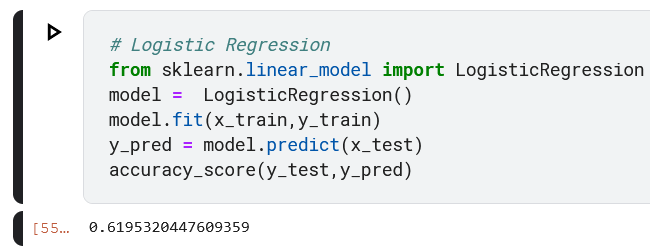 # Logistic Regression
from sklearn.linear_model import LogisticRegression
model =  LogisticRegression()
model.fit(x_train,y_train)
y_pred = model.predict(x_test)
accuracy_score(y_test,y_pred)
[55… 0.6195320447609359